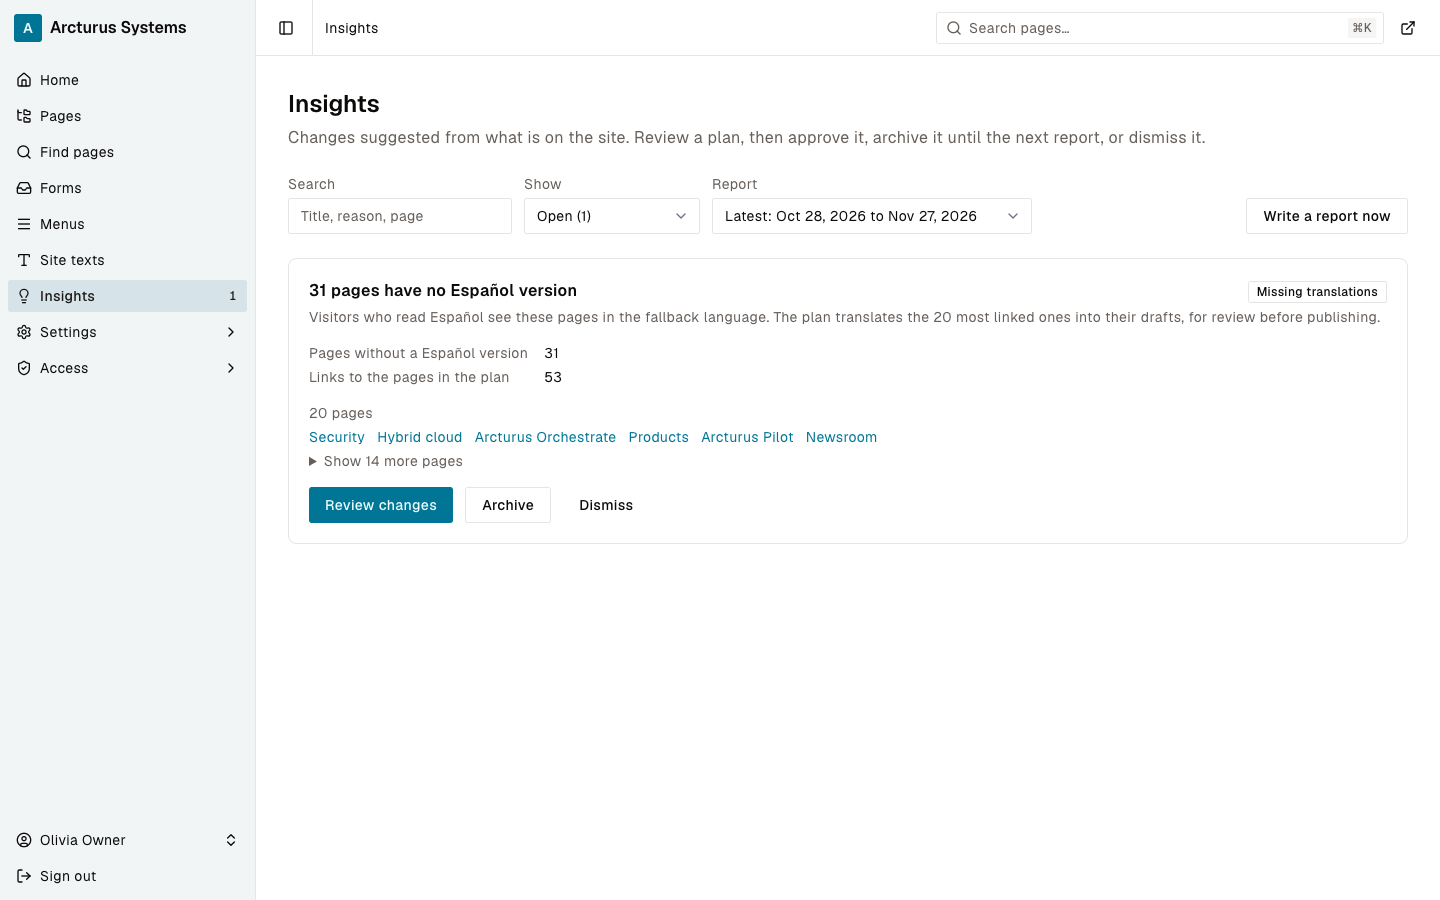 A Arcturus Systems
Home
Pages
Find pages
Forms
Menus
Site texts
Insights 1
Settings
Access
Olivia Owner
Sign out
Insights
Search pages… ⌘K
Insights
Changes suggested from what is on the site. Review a plan, then approve it, archive it until the next report, or dismiss it.
Search Show Report
Title, reason, page Open (1) Latest: Oct 28, 2026 to Nov 27, 2026 Write a report now
31 pages have no Español version Missing translations
Visitors who read Español see these pages in the fallback language. The plan translates the 20 most linked ones into their drafts, for review before publishing.
Pages without a Español version 31
Links to the pages in the plan 53
20 pages
Security Hybrid cloud Arcturus Orchestrate Products Arcturus Pilot Newsroom
Show 14 more pages
Review changes Archive Dismiss